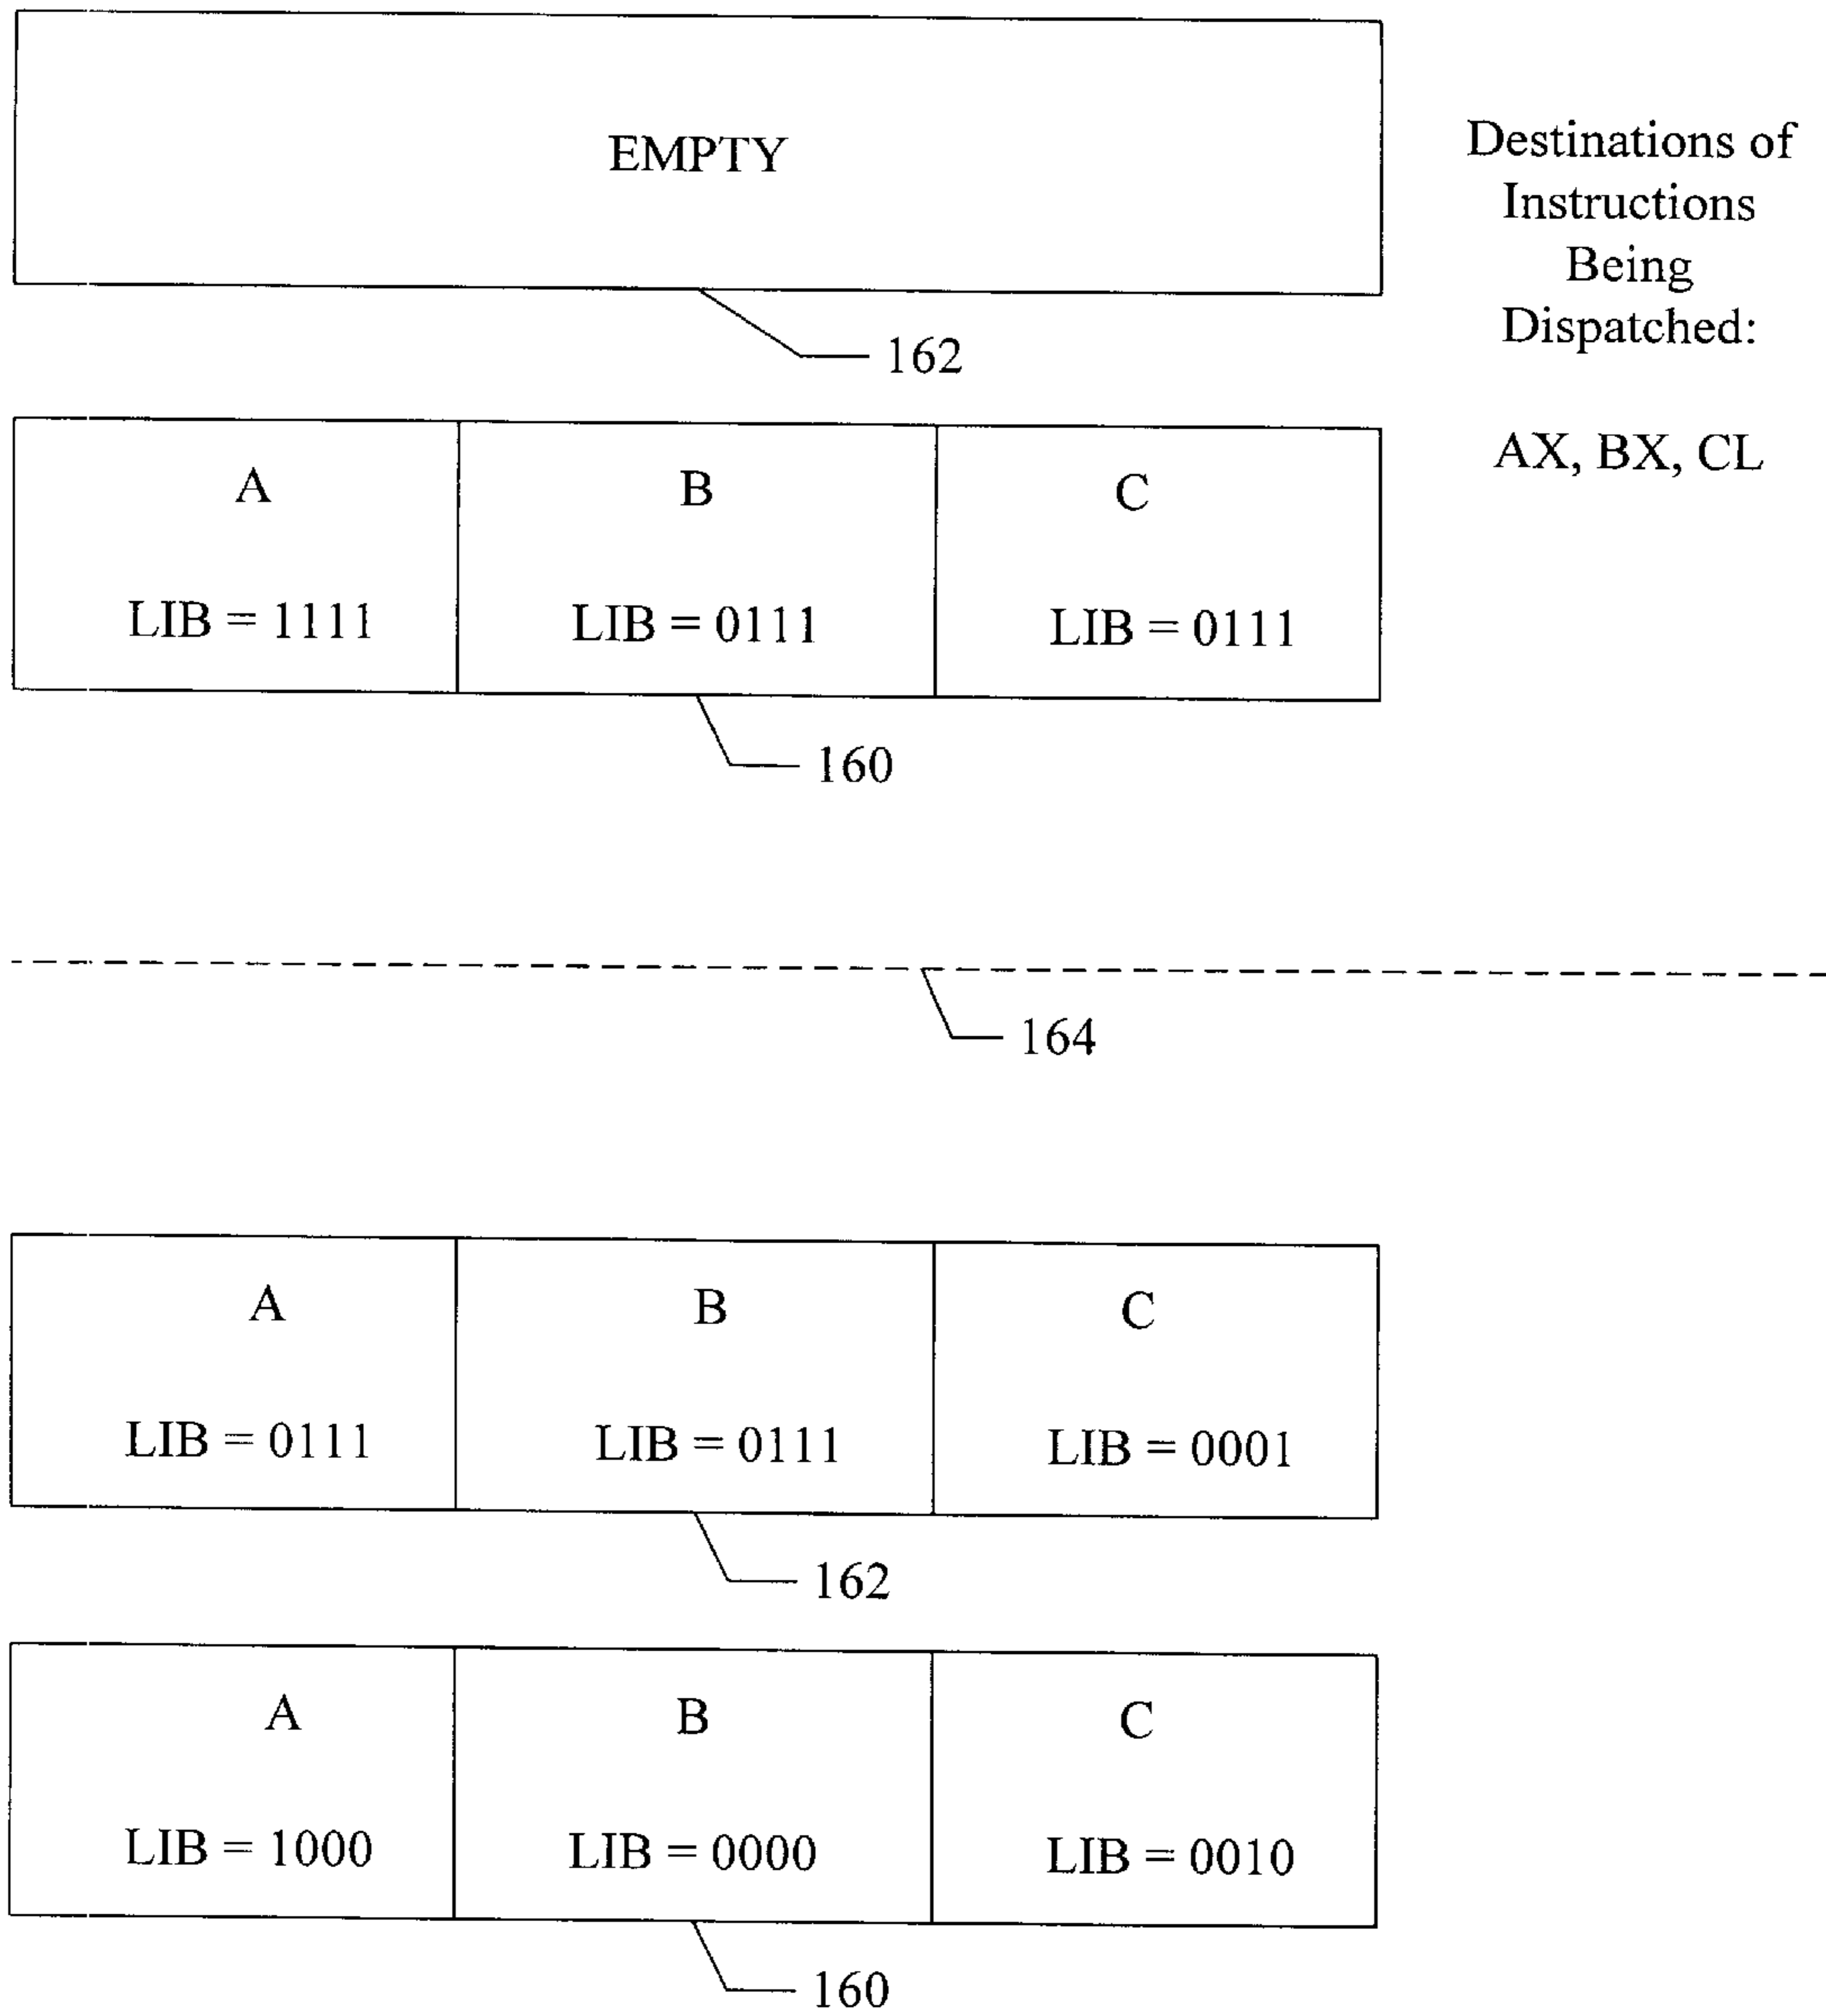 EMPTY
Destinations of
Instructions
Being
Dispatched:
AX, BX, CL
162
A
B
C
LIB = 1111
LIB = 0111
LIB = 0111
160
164
A
B
C
LIB = 0111
LIB = 0111
LIB = 0001
162
A
B
C
LIB = 1000
LIB = 0000
LIB = 0010
160